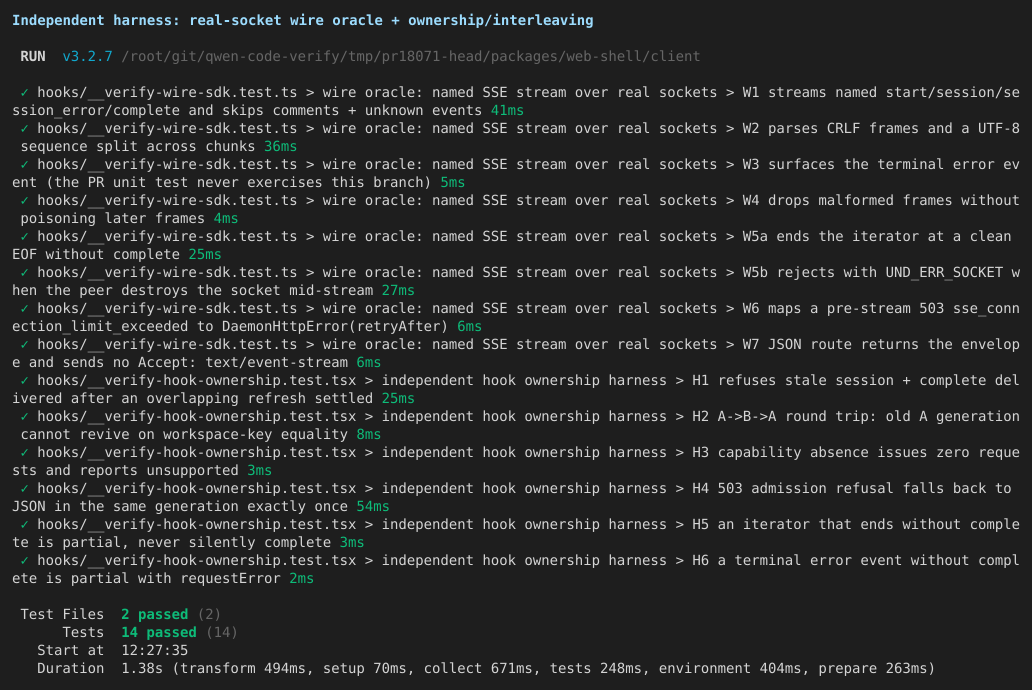 Independent harness: real-socket wire oracle + ownership/interleaving
RUN  v3.2.7 /root/git/qwen-code-verify/tmp/pr18071-head/packages/web-shell/client
✓ hooks/__verify-wire-sdk.test.ts > wire oracle: named SSE stream over real sockets > W1 streams named start/session/se
ssion_error/complete and skips comments + unknown events 41ms
✓ hooks/__verify-wire-sdk.test.ts > wire oracle: named SSE stream over real sockets > W2 parses CRLF frames and a UTF-8
sequence split across chunks 36ms
✓ hooks/__verify-wire-sdk.test.ts > wire oracle: named SSE stream over real sockets > W3 surfaces the terminal error ev
ent (the PR unit test never exercises this branch) 5ms
✓ hooks/__verify-wire-sdk.test.ts > wire oracle: named SSE stream over real sockets > W4 drops malformed frames without
poisoning later frames 4ms
✓ hooks/__verify-wire-sdk.test.ts > wire oracle: named SSE stream over real sockets > W5a ends the iterator at a clean
EOF without complete 25ms
✓ hooks/__verify-wire-sdk.test.ts > wire oracle: named SSE stream over real sockets > W5b rejects with UND_ERR_SOCKET w
hen the peer destroys the socket mid-stream 27ms
✓ hooks/__verify-wire-sdk.test.ts > wire oracle: named SSE stream over real sockets > W6 maps a pre-stream 503 sse_conn
ection_limit_exceeded to DaemonHttpError(retryAfter) 6ms
✓ hooks/__verify-wire-sdk.test.ts > wire oracle: named SSE stream over real sockets > W7 JSON route returns the envelop
e and sends no Accept: text/event-stream 6ms
✓ hooks/__verify-hook-ownership.test.tsx > independent hook ownership harness > H1 refuses stale session + complete del
ivered after an overlapping refresh settled 25ms
✓ hooks/__verify-hook-ownership.test.tsx > independent hook ownership harness > H2 A->B->A round trip: old A generation
cannot revive on workspace-key equality 8ms
✓ hooks/__verify-hook-ownership.test.tsx > independent hook ownership harness > H3 capability absence issues zero reque
sts and reports unsupported 3ms
✓ hooks/__verify-hook-ownership.test.tsx > independent hook ownership harness > H4 503 admission refusal falls back to
JSON in the same generation exactly once 54ms
✓ hooks/__verify-hook-ownership.test.tsx > independent hook ownership harness > H5 an iterator that ends without comple
te is partial, never silently complete 3ms
✓ hooks/__verify-hook-ownership.test.tsx > independent hook ownership harness > H6 a terminal error event without compl
ete is partial with requestError 2ms
Test Files  2 passed (2)
Tests  14 passed (14)
Start at  12:27:35
Duration  1.38s (transform 494ms, setup 70ms, collect 671ms, tests 248ms, environment 404ms, prepare 263ms)